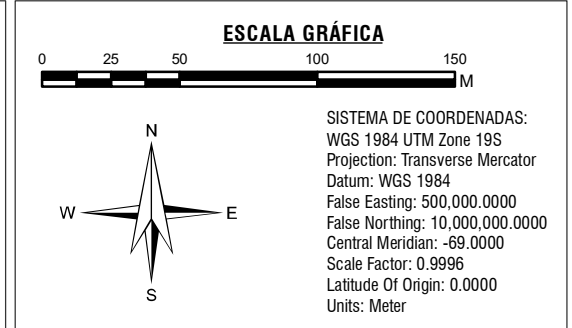 ESCALA GRÁFICA
0 25 50 100 150
M
N
W E
S
SISTEMA DE COORDENADAS:
WGS 1984 UTM Zone 19S
Projection: Transverse Mercator
Datum: WGS 1984
False Easting: 500,000.0000
False Northing: 10,000,000.0000
Central Meridian: -69.0000
Scale Factor: 0.9996
Latitude Of Origin: 0.0000
Units: Meter